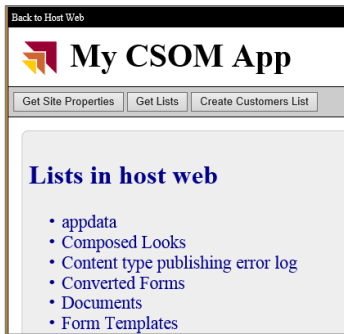 Back to Host Web
My CSOM App
Get Site Properties Get Lists Create Customers List
Lists in host web
• appdata
• Composed Looks
• Content type publishing error log
• Converted Forms
• Documents
• Form Templates